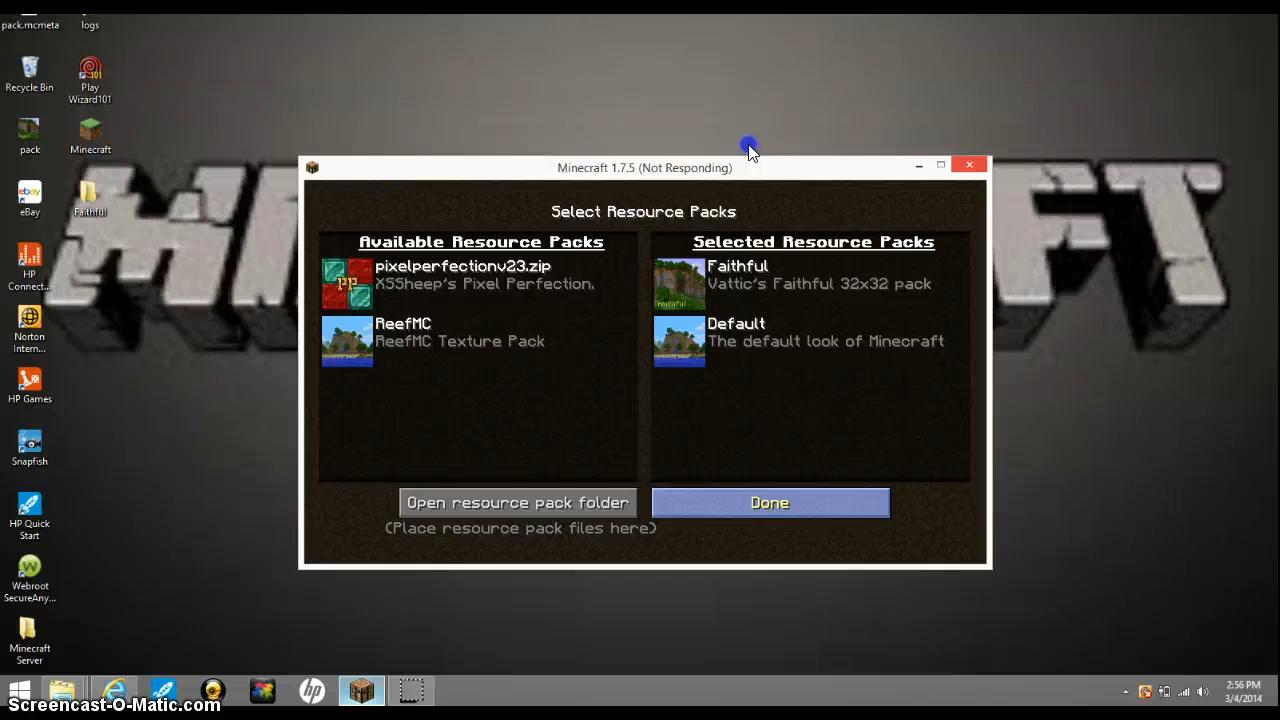 pack.mcmeta
logs
Recycle Bin
Play
Wizard101
pack
Minecraft
eBay
Faithful
HP
Connect...
Norton
Intern...
HP Games
Snapfish
HP Quick
Start
Webroot
SecureAny...
Minecraft
Server
MINECRAFT
Minecraft 1.7.5 (Not Responding)
Select Resource Packs
Available Resource Packs
pp
pixelperfectionv23.zip
XSSheep's Pixel Perfection.
ReefMC
ReefMC Texture Pack
Selected Resource Packs
Faithful
Faithful
Vattic's Faithful 32x32 pack
Default
The default look of Minecraft
Open resource pack folder
Done
(Place resource pack files here)
hp
2:56 PM
3/4/2014
Screencast-O-Matic.com